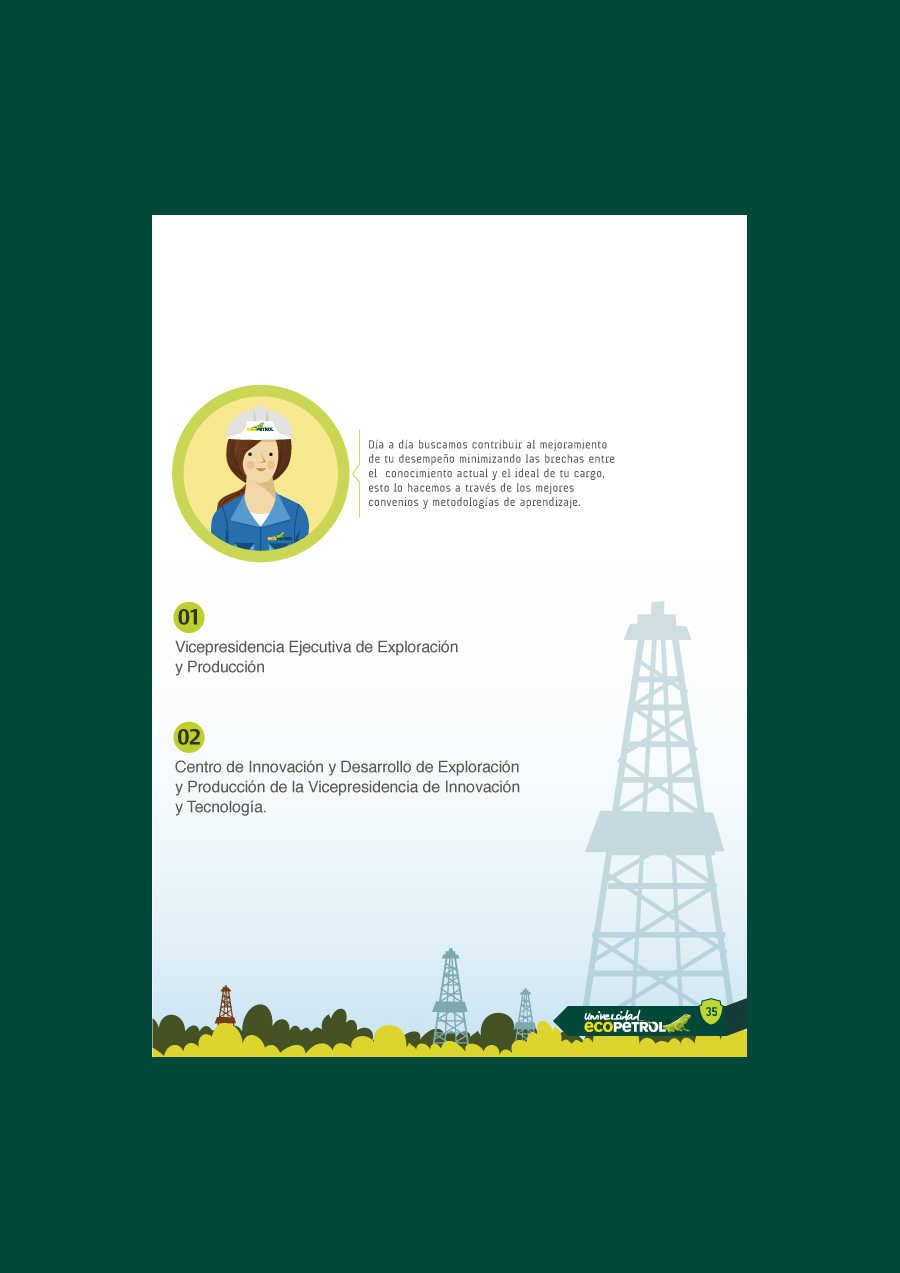 ecoPETROL
Día a día buscamos contribuir al mejoramiento
de tu desempeño minimizando las brechas entre
el conocimiento actual y el ideal de tu cargo,
esto lo hacemos a través de los mejores
convenios y metodologías de aprendizaje.
ecoPETROL
01
Vicepresidencia Ejecutiva de Exploración
y Producción
02
Centro de Innovación y Desarrollo de Exploración
y Producción de la Vicepresidencia de Innovación
y Tecnología.
universidad
ecoPETROL
35